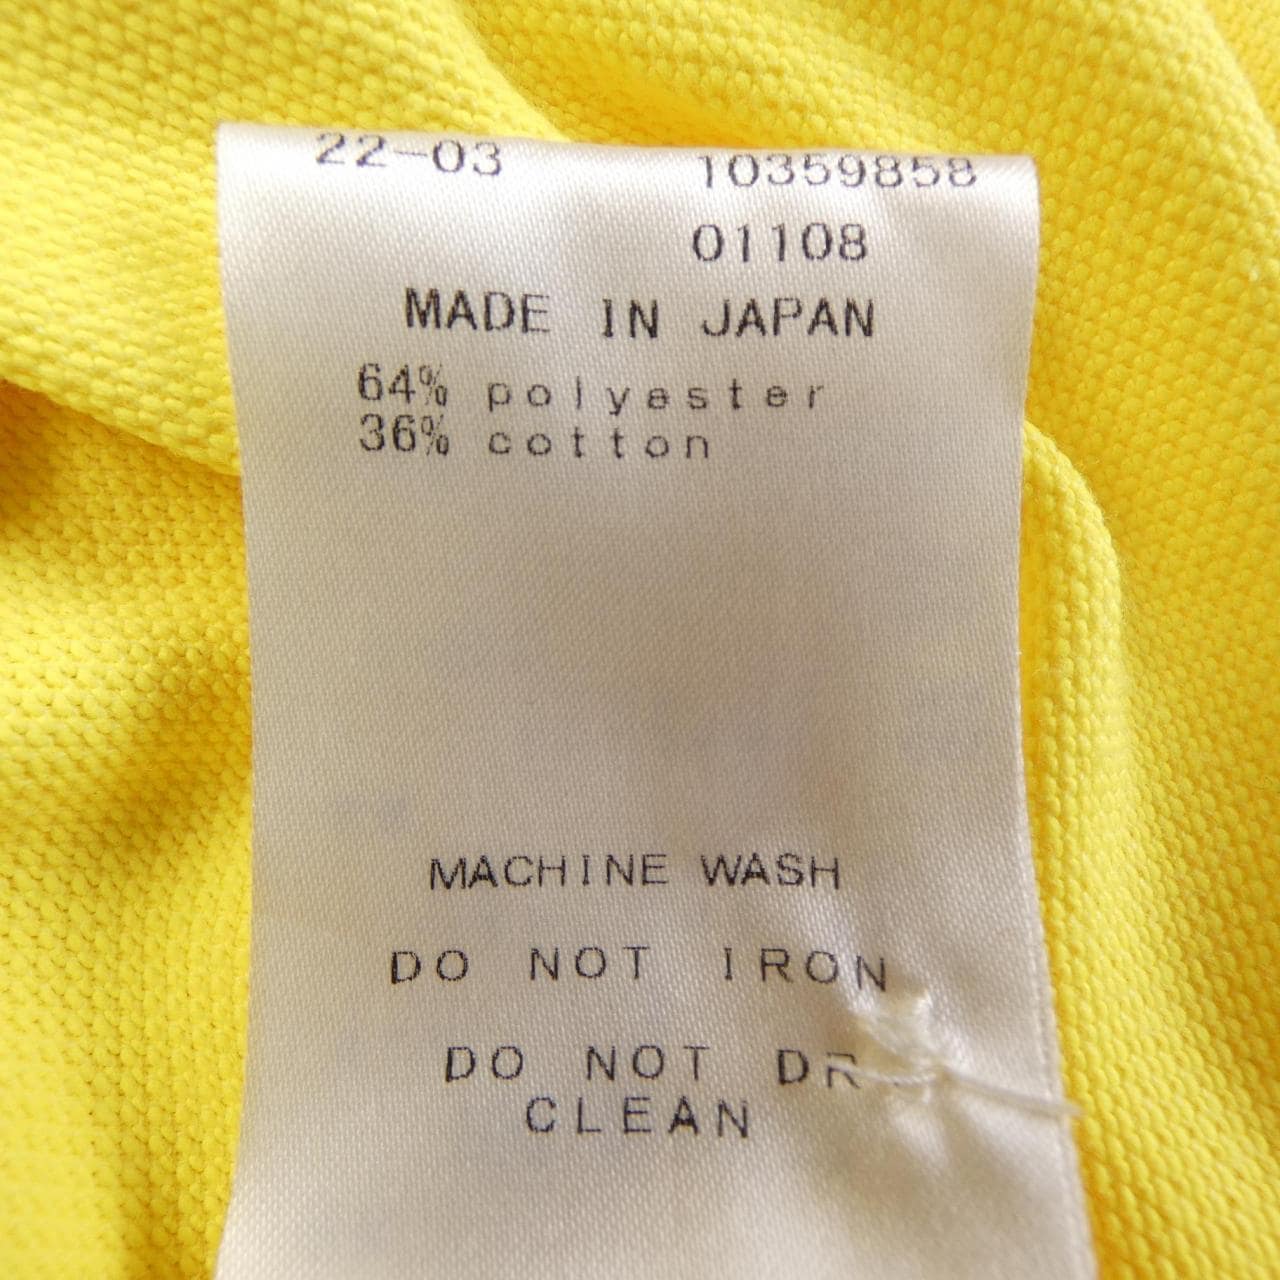 22-03 10359858
01108
MADE IN JAPAN
64% polyester
36% cotton
MACHINE WASH
DO NOT IRON
DO NOT
CLEAN